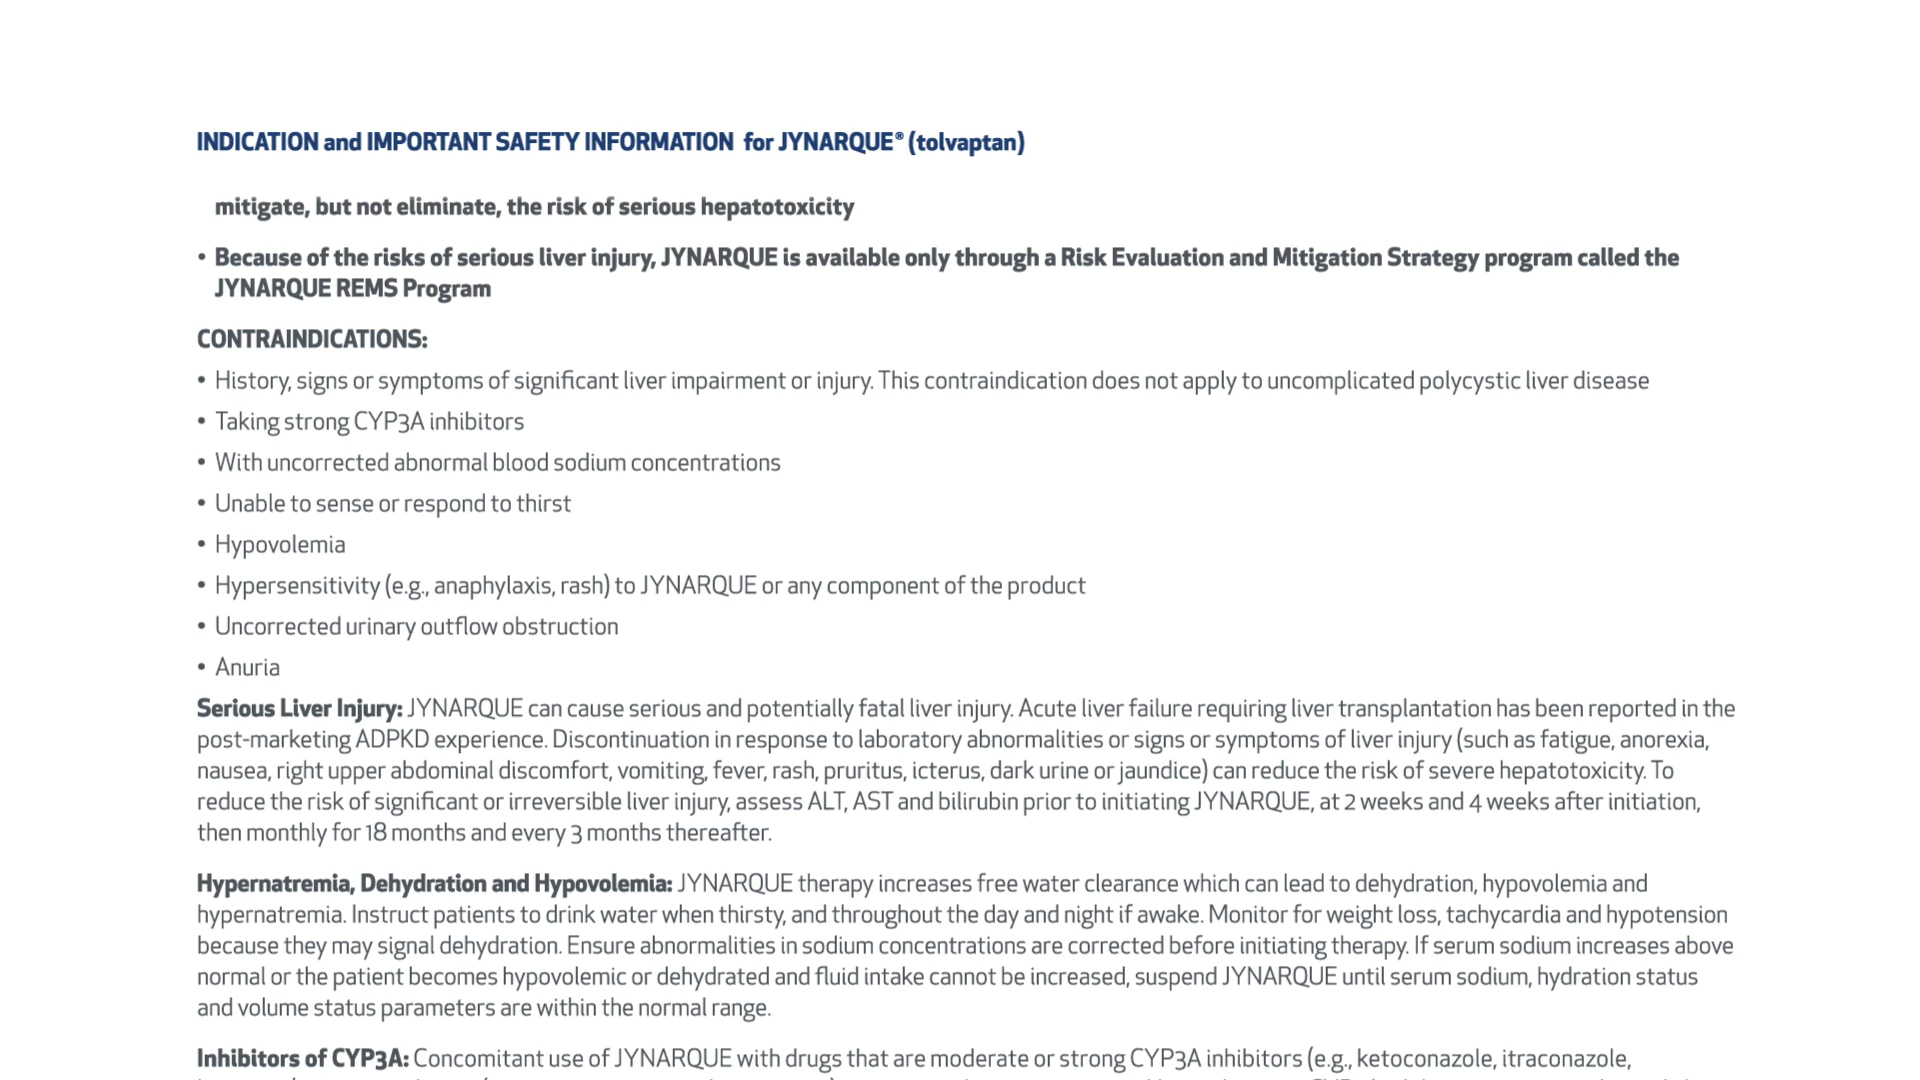 INDICATION and IMPORTANT SAFETY INFORMATION for JYNARQUE® (tolvaptan)
mitigate, but not eliminate, the risk of serious hepatotoxicity
• Because of the risks of serious liver injury, JYNARQUE is available only through a Risk Evaluation and Mitigation Strategy program called the
JYNARQUE REMS Program
CONTRAINDICATIONS:
• History, signs or symptoms of significant liver impairment or injury. This contraindication does not apply to uncomplicated polycystic liver disease
• Taking strong CYP3A inhibitors
• With uncorrected abnormal blood sodium concentrations
• Unable to sense or respond to thirst
• Hypovolemia
• Hypersensitivity (e.g., anaphylaxis, rash) to JYNARQUE or any component of the product
• Uncorrected urinary outflow obstruction
• Anuria
Serious Liver Injury: JYNARQUE can cause serious and potentially fatal liver injury. Acute liver failure requiring liver transplantation has been reported in the
post-marketing ADPKD experience. Discontinuation in response to laboratory abnormalities or signs or symptoms of liver injury (such as fatigue, anorexia,
nausea, right upper abdominal discomfort, vomiting, fever, rash, pruritus, icterus, dark urine or jaundice) can reduce the risk of severe hepatotoxicity. To
reduce the risk of significant or irreversible liver injury, assess ALT, AST and bilirubin prior to initiating JYNARQUE, at 2 weeks and 4 weeks after initiation,
then monthly for 18 months and every 3 months thereafter.
Hypernatremia, Dehydration and Hypovolemia: JYNARQUE therapy increases free water clearance which can lead to dehydration, hypovolemia and
hypernatremia. Instruct patients to drink water when thirsty, and throughout the day and night if awake. Monitor for weight loss, tachycardia and hypotension
because they may signal dehydration. Ensure abnormalities in sodium concentrations are corrected before initiating therapy. If serum sodium increases above
normal or the patient becomes hypovolemic or dehydrated and fluid intake cannot be increased, suspend JYNARQUE until serum sodium, hydration status
and volume status parameters are within the normal range.
Inhibitors of CYP3A: Concomitant use of JYNARQUE with drugs that are moderate or strong CYP3A inhibitors (e.g., ketoconazole, itraconazole,